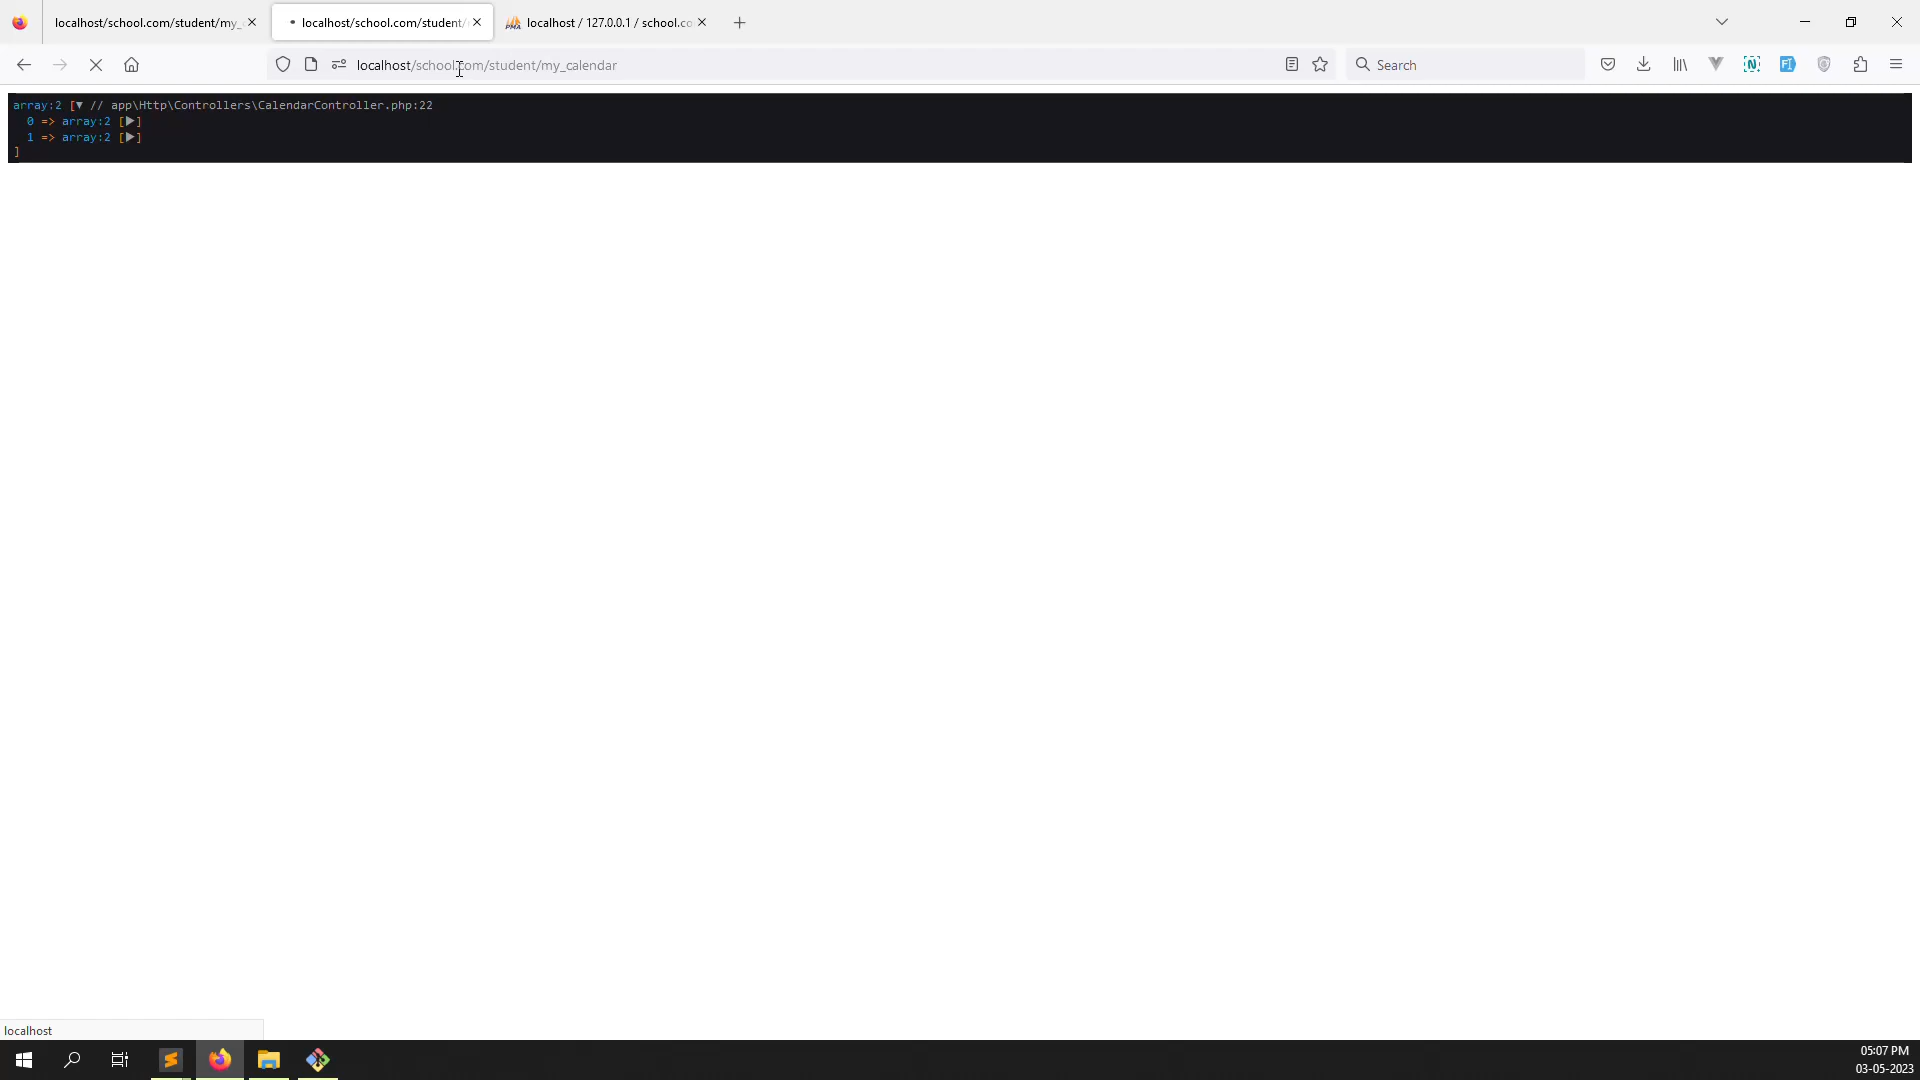 localhost/school.com/student/my_
localhost/school.com/student/
localhost / 127.0.0.1 / school.co
localhost/school.com/student/my_calendar
Search
array:2 [▼ // app\Http\Controllers\CalendarController.php:22
0 => array:2 [▶]
1 => array:2 [▶]
]
localhost
05:07 PM
03-05-2023